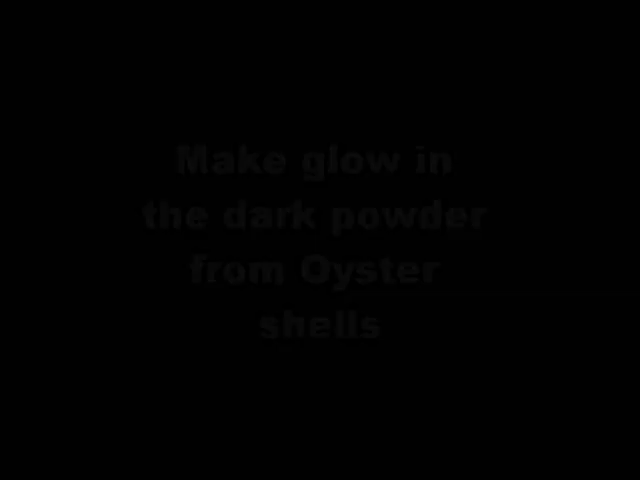 Make glow in
the dark powder
from Oyster
shells